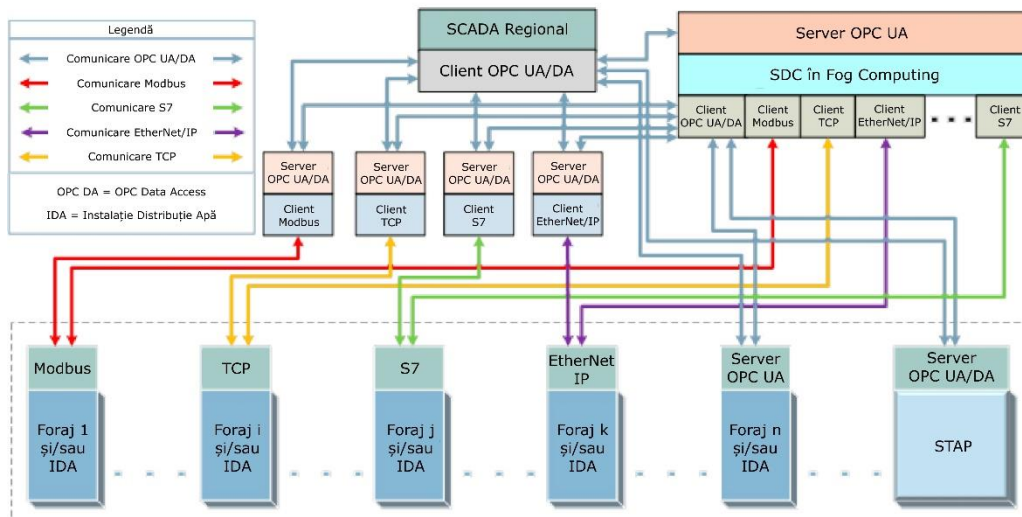 Legendă
Comunicare OPC UA/DA
Comunicare Modbus
Comunicare S7
Comunicare EtherNet/IP
Comunicare TCP
OPC DA = OPC Data Access
IDA = Instalație Distribuție Apă
SCADA Regional
Client OPC UA/DA
Server OPC UA
SDC în Fog Computing
Client
OPC UA/DA
Client
Modbus
Client
TCP
Client
EtherNet/IP
Client
S7
Server
OPC UA/DA
Client
Modbus
Server
OPC UA/DA
Client
TCP
Server
OPC UA/DA
Client
S7
Server
OPC UA/DA
Client
EtherNet/IP
Modbus
Foraj 1
și/sau
IDA
TCP
Foraj i
și/sau
IDA
S7
Foraj j
și/sau
IDA
EtherNet
IP
Foraj k
și/sau
IDA
Server
OPC UA
Foraj n
și/sau
IDA
Server
OPC UA/DA
STAP